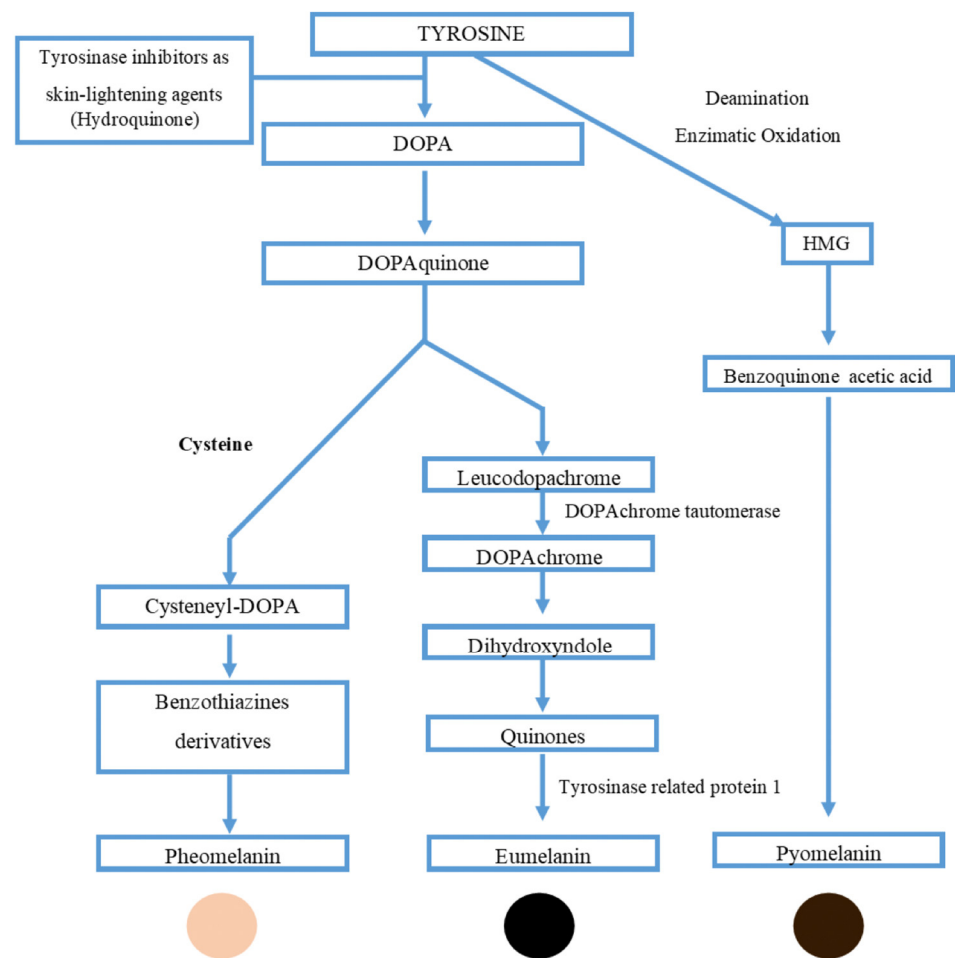 TYROSINE
Tyrosinase inhibitors as
skin-lightening agents
(Hydroquinone)
Deamination
Enzimatic Oxidation
DOPA
HMG
DOPAquinone
Benzoquinone acetic acid
Cysteine
Leucodopachrome
DOPAchrome tautomerase
DOPAchrome
Cysteneyl-DOPA
Dihydroxyndole
Benzothiazines
derivatives
Quinones
Tyrosinase related protein 1
Pheomelanin
Eumelanin
Pyomelanin